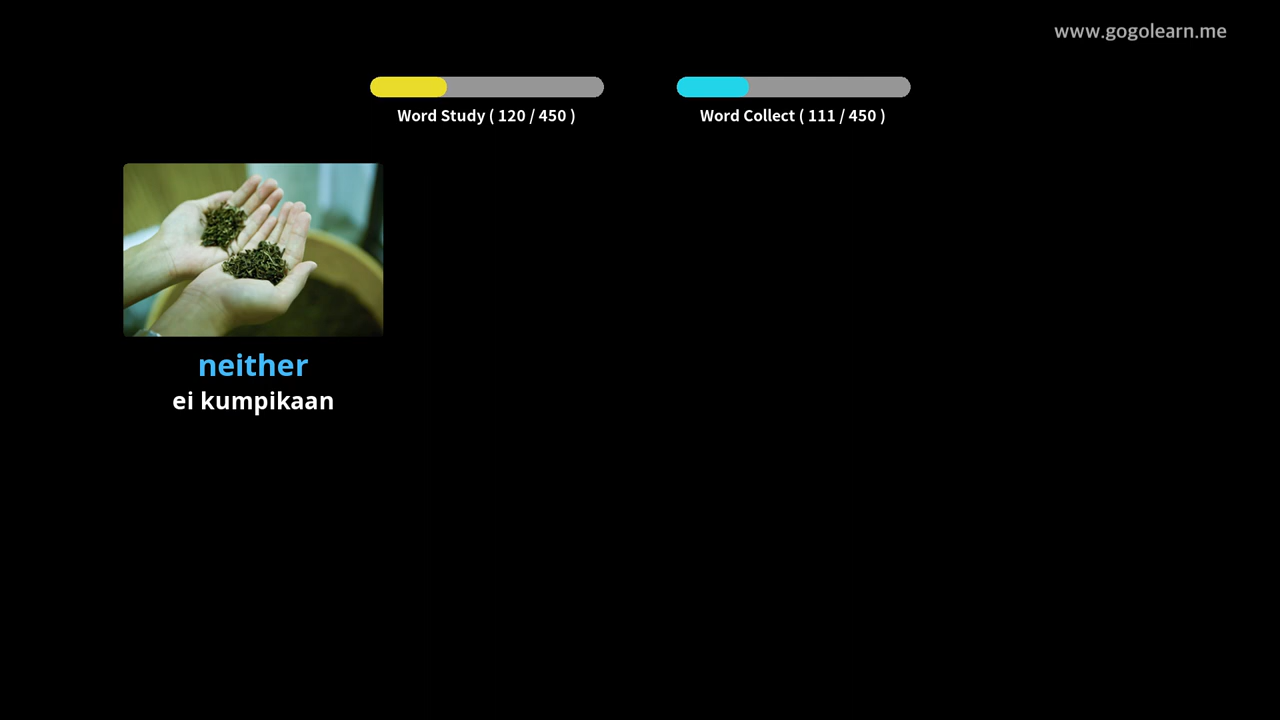 www.gogolearn.me
Word Study ( 120 / 450 )
Word Collect ( 111 / 450 )
neither
ei kumpikaan